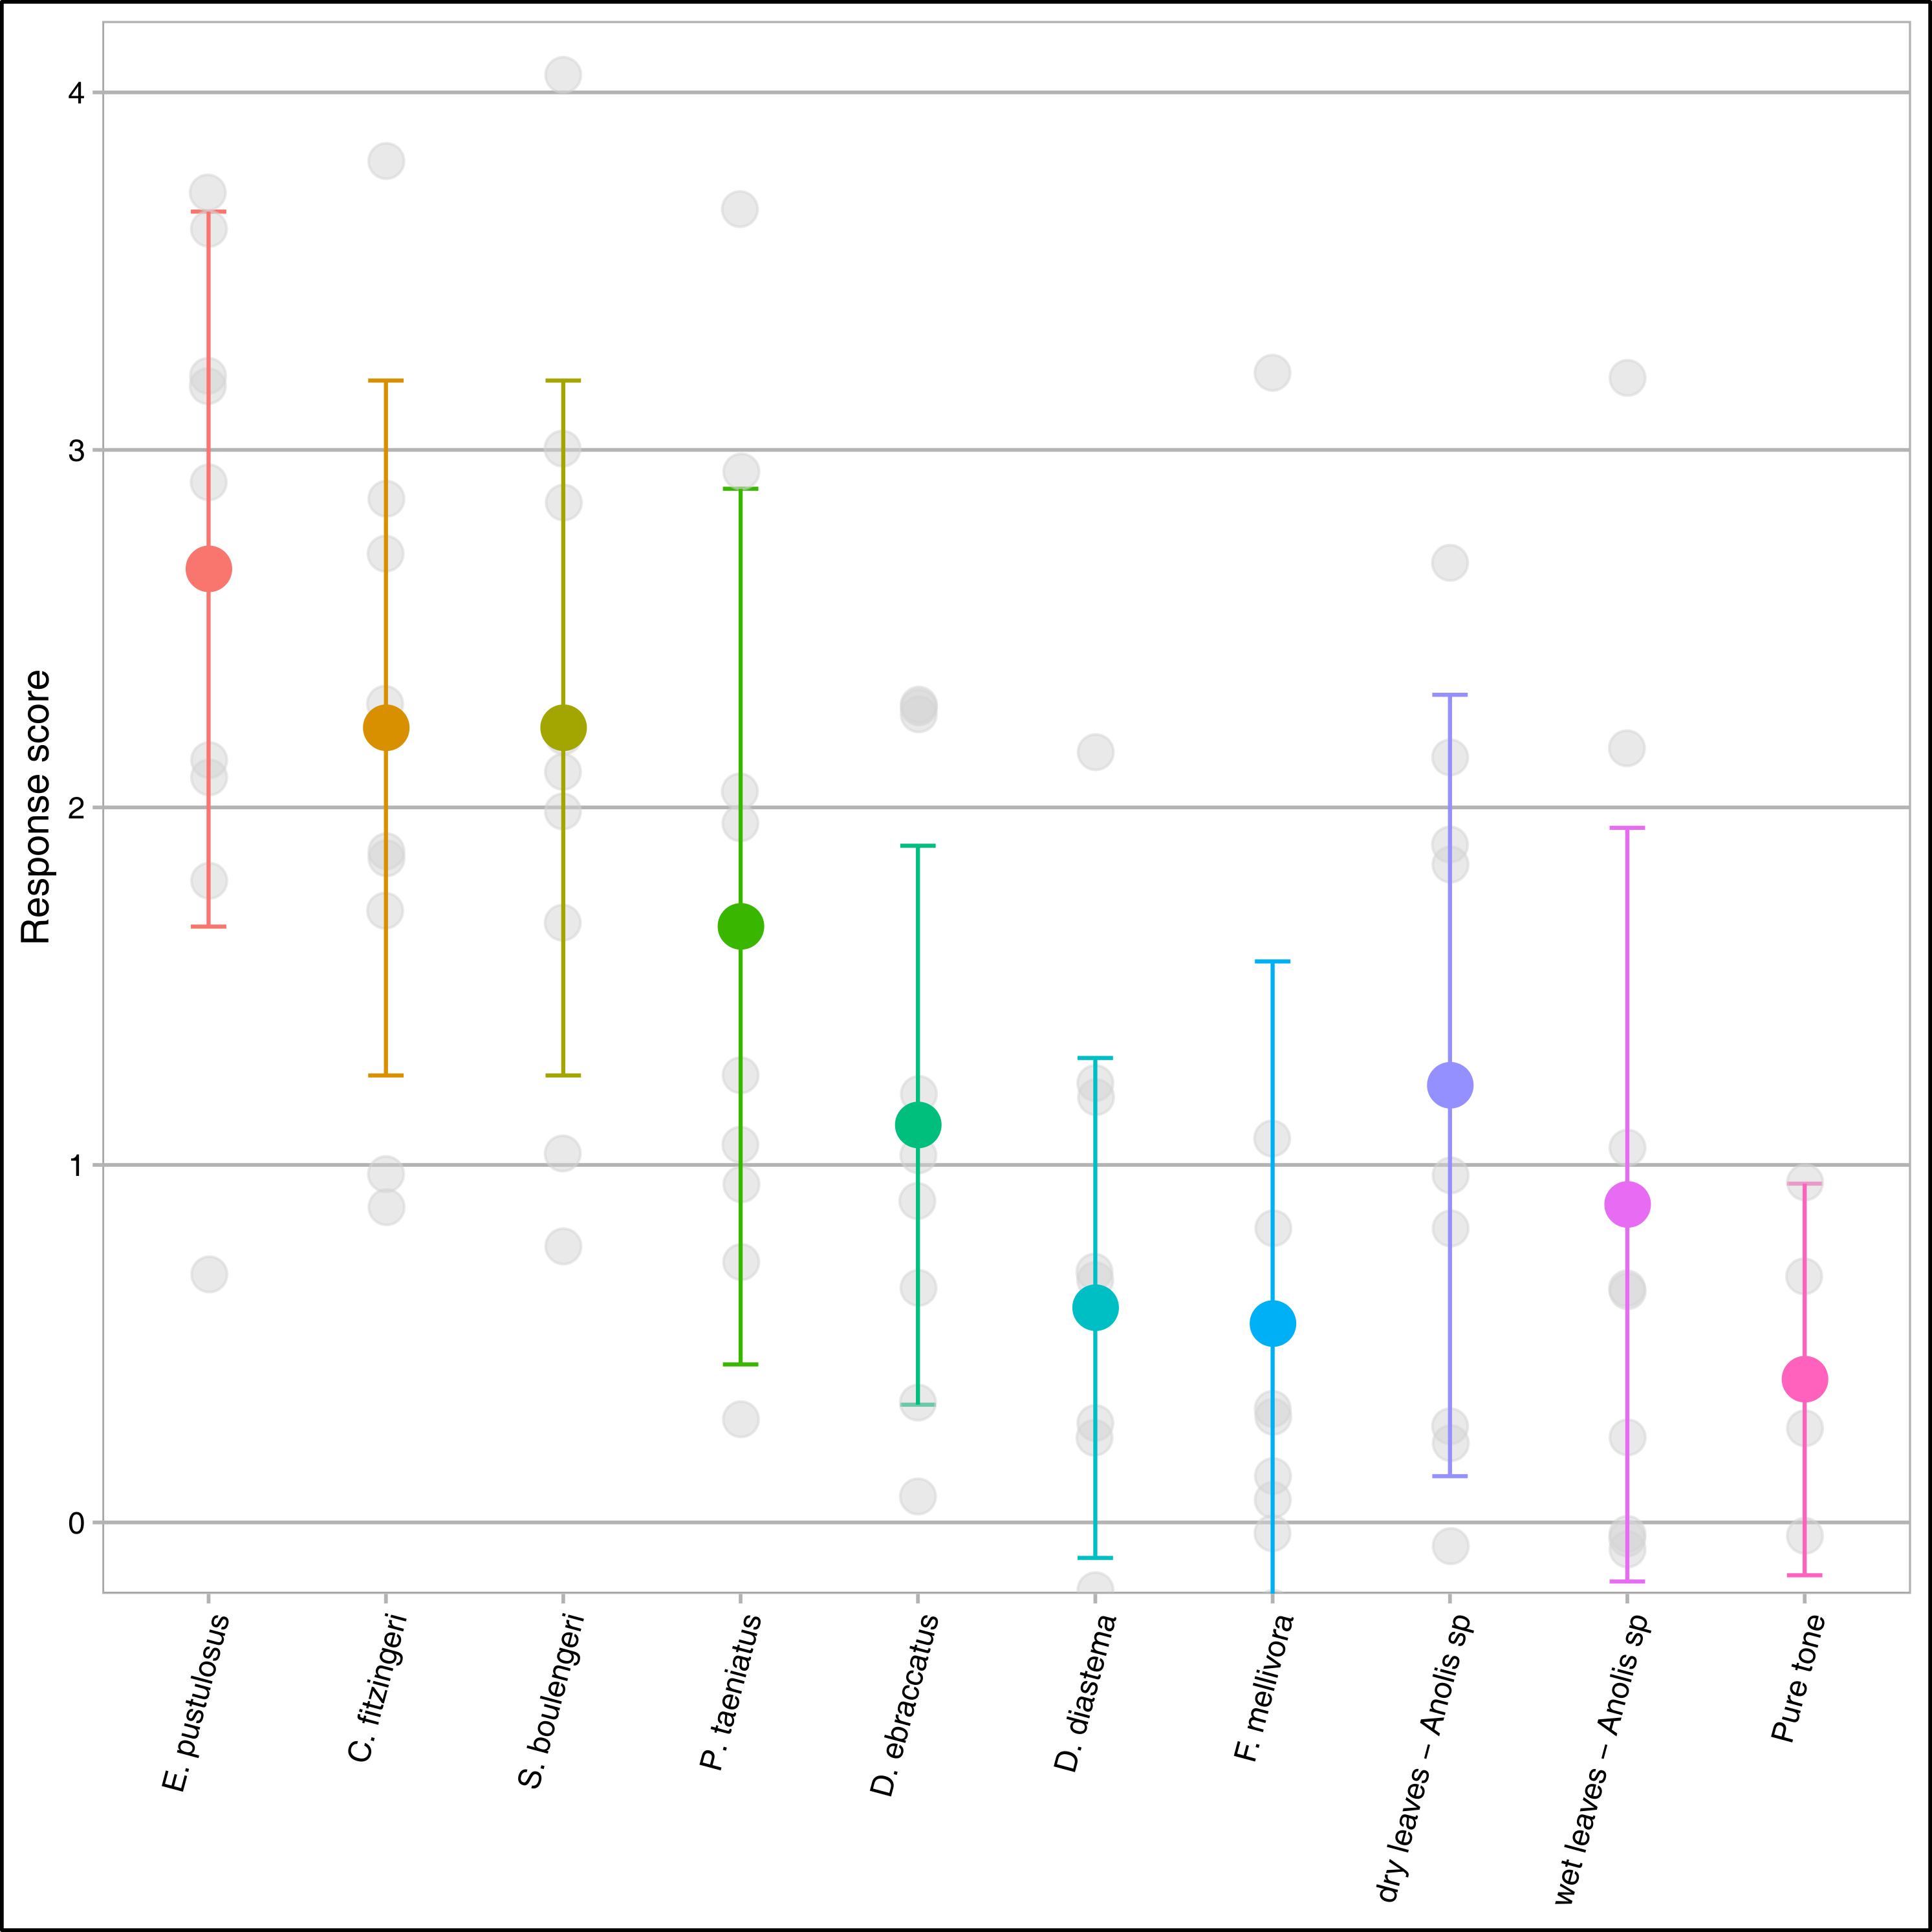 Response score
4
3
2
1
0
E. pustulosus
C. fitzingeri
S. boulengeri
P. taeniatus
D. ebraccatus
D. diastema
F. mellivora
dry leaves – Anolis sp
wet leaves – Anolis sp
Pure tone